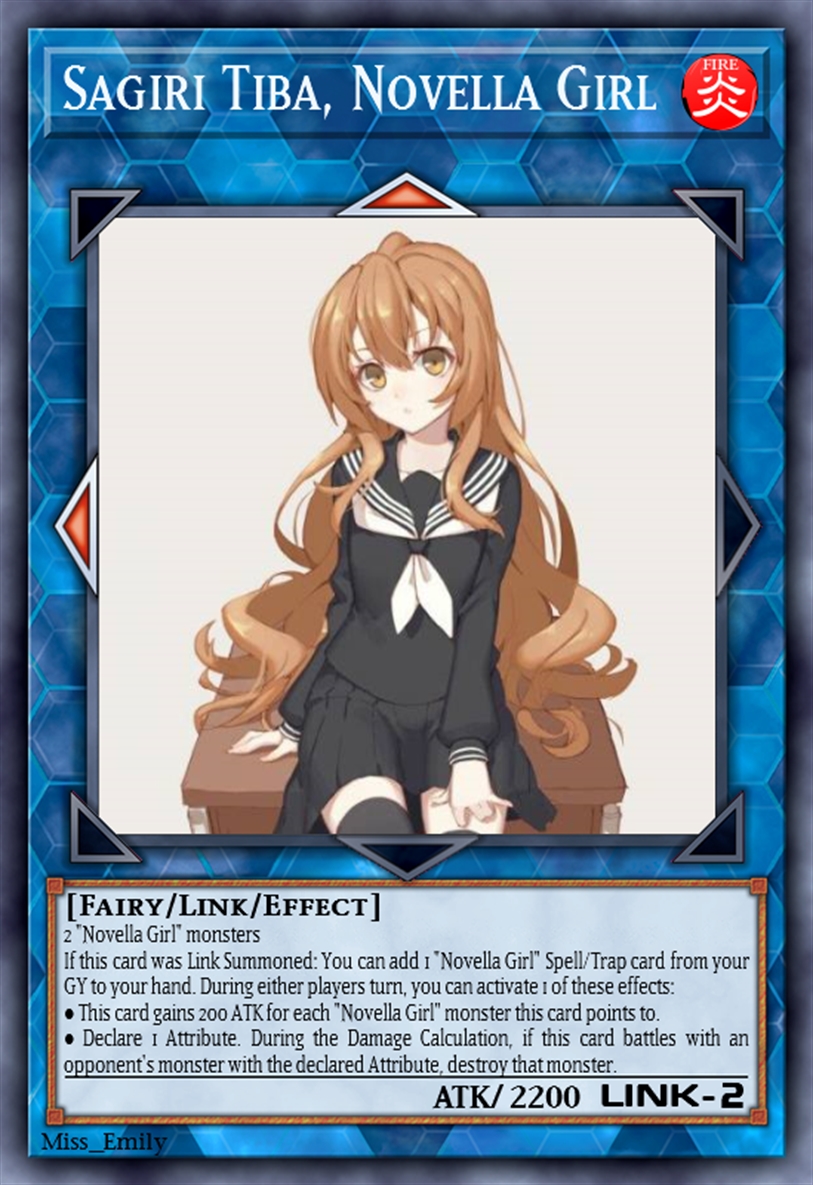 Sagiri Tiba, Novella Girl
FIRE
炎
[Fairy/Link/Effect]
2 "Novella Girl" monsters
If this card was Link Summoned: You can add 1 "Novella Girl" Spell/Trap card from your
GY to your hand. During either players turn, you can activate 1 of these effects:
● This card gains 200 ATK for each "Novella Girl" monster this card points to.
● Declare 1 Attribute. During the Damage Calculation, if this card battles with an
opponent's monster with the declared Attribute, destroy that monster.
ATK/ 2200 LINK-2
Miss_Emily